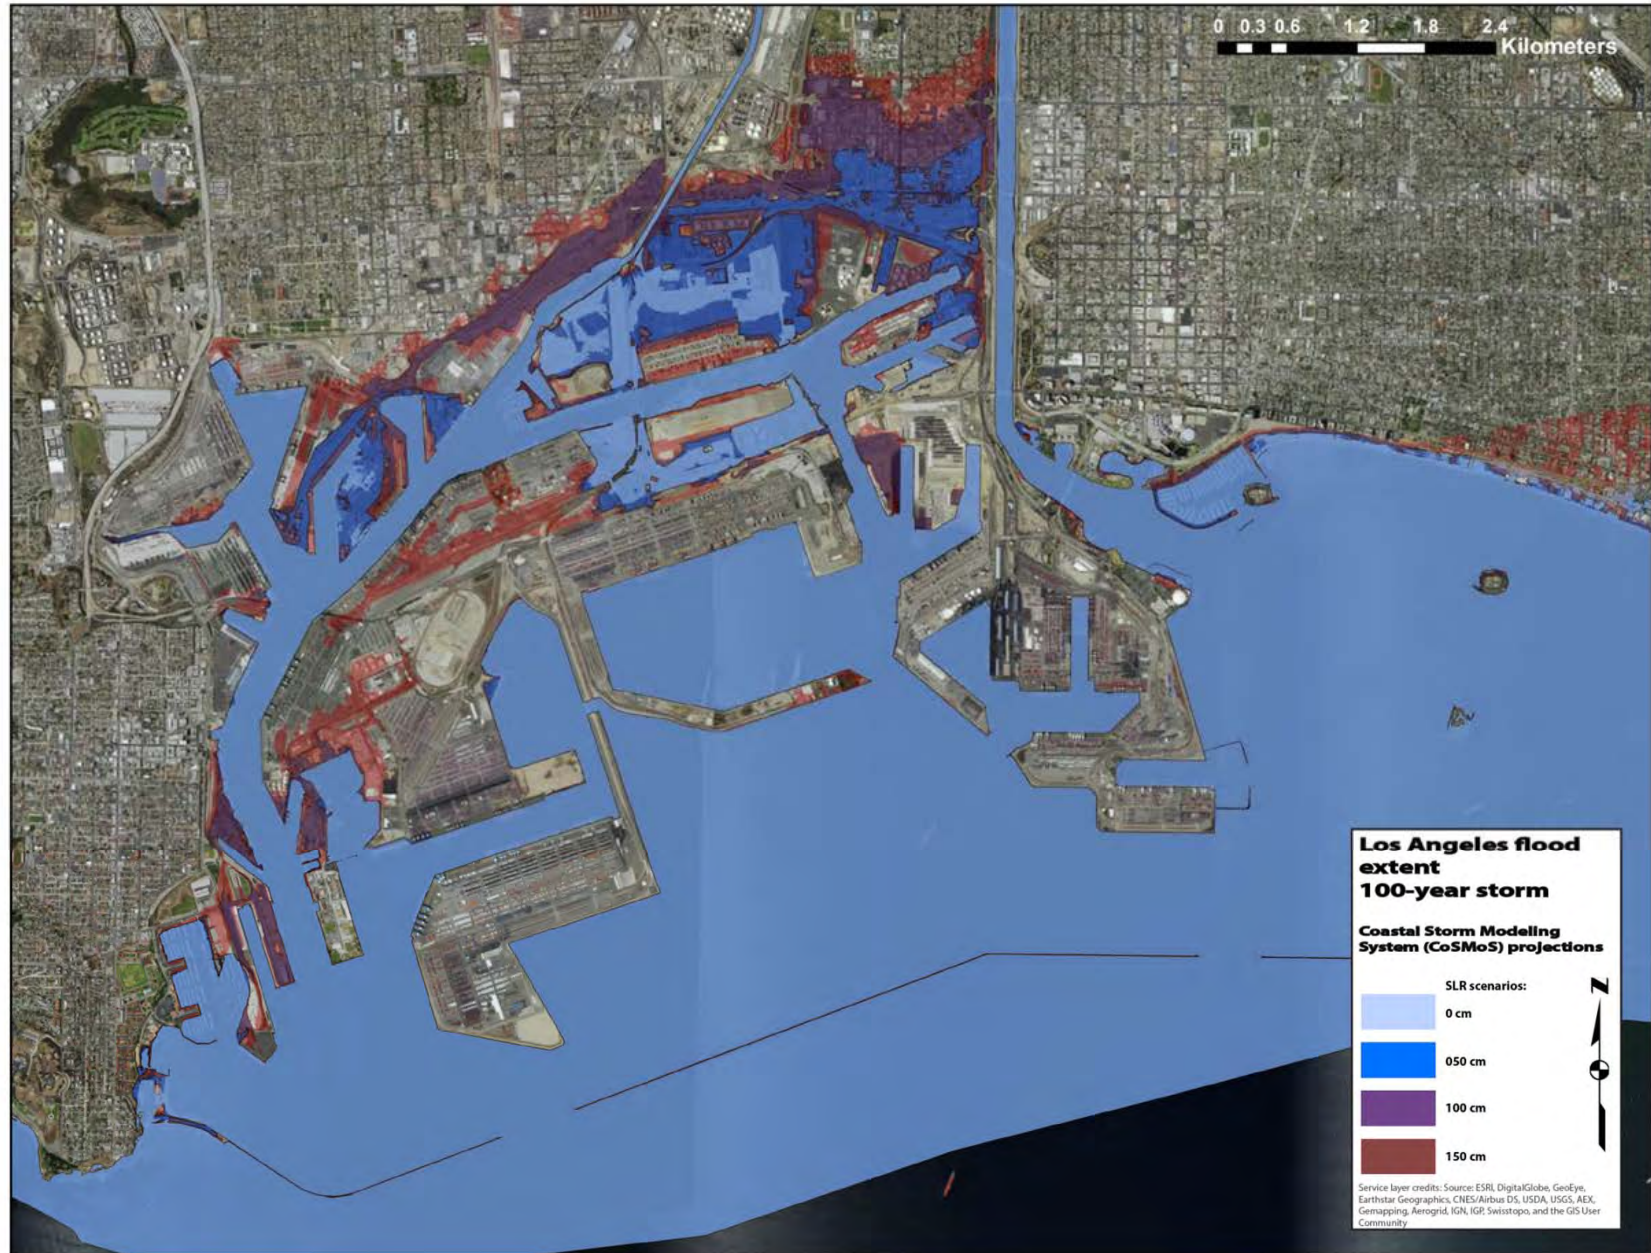 0 0.3 0.6 1.2 1.8 2.4
Kilometers
Los Angeles flood
extent
100-year storm
Coastal Storm Modeling
System (CoSMoS) projections
SLR scenarios:
0 cm
050 cm
100 cm
150 cm
N
Service layer credits: Source: ESRI, DigitalGlobe, GeoEye,
Earthstar Geographics, CNES/Airbus DS, USDA, USGS, AEX,
Gemapping, Aerogrid, IGN, IGP, Swisstopo, and the GIS User
Community